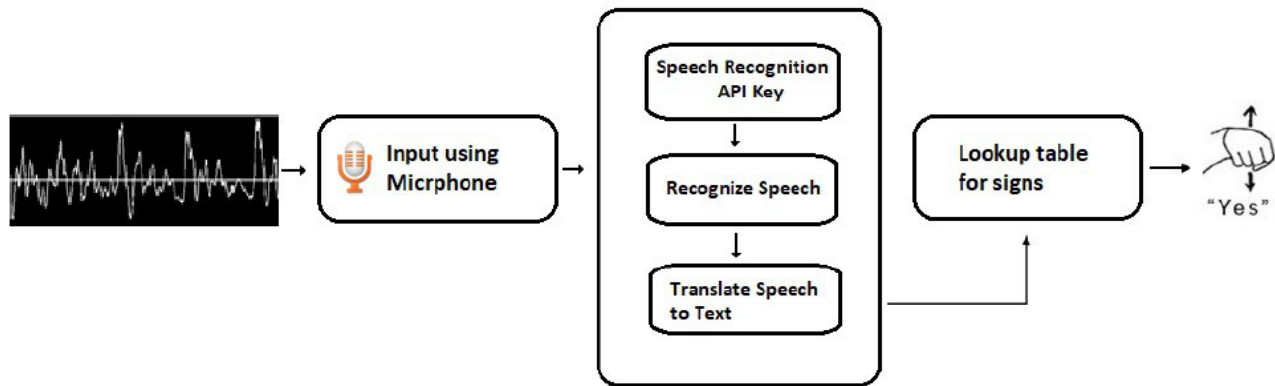 Input using
Micrphone
Speech Recognition
API Key
Recognize Speech
Translate Speech
to Text
Lookup table
for signs
"Yes"